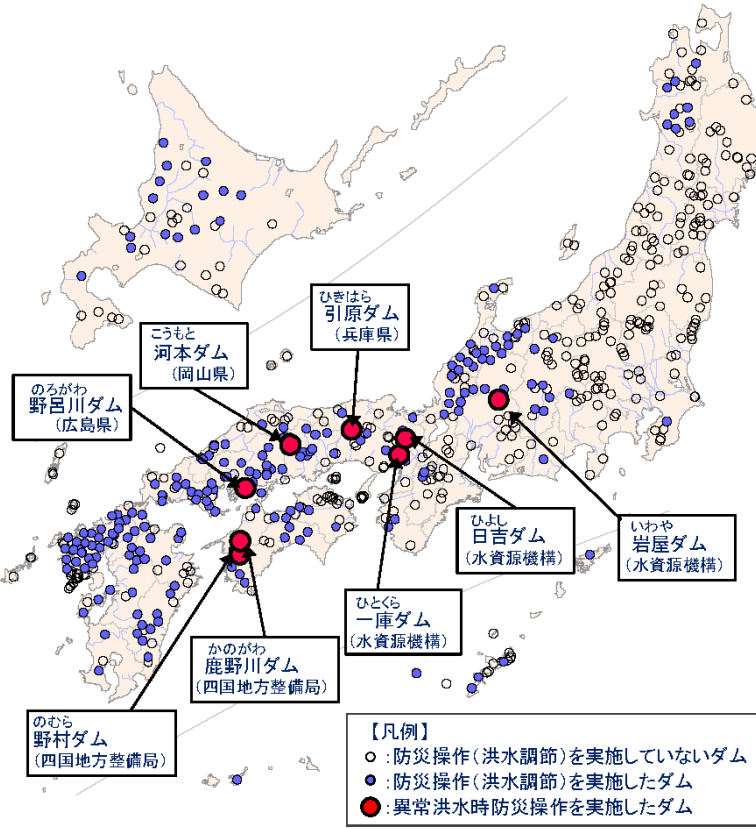 ひきはら
引原ダム
(兵庫県)
こうもと
河本ダム
(岡山県)
のろがわ
野呂川ダム
(広島県)
ひよし
日吉ダム
(水資源機構)
いわや
岩屋ダム
(水資源機構)
ひとくら
一庫ダム
(水資源機構)
かのがわ
鹿野川ダム
(四国地方整備局)
のむら
野村ダム
(四国地方整備局)
【凡例】
:防災操作(洪水調節)を実施していないダム
:防災操作(洪水調節)を実施したダム
:異常洪水時防災操作を実施したダム